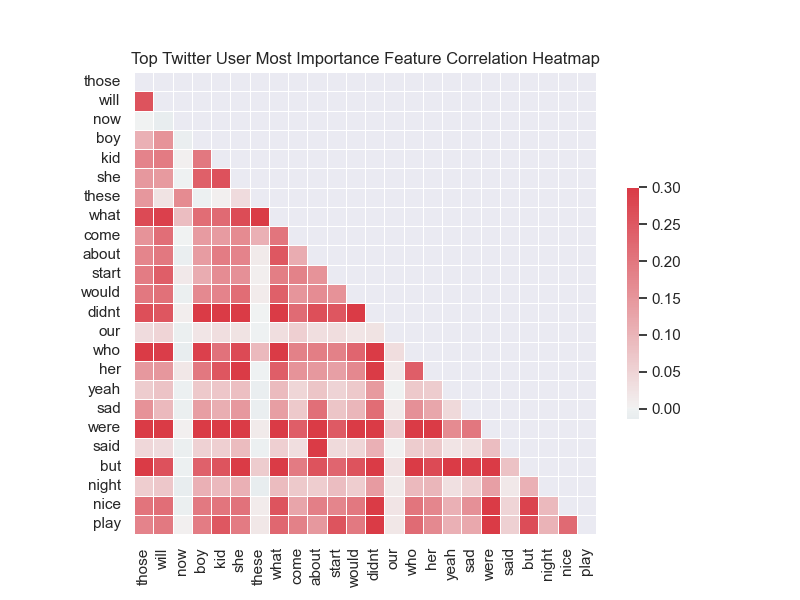 Top Twitter User Most Importance Feature Correlation Heatmap
those
will
now
boy
kid
she
these
what
come
about
start
would
didnt
our
who
her
yeah
sad
were
said
but
night
nice
play
0.30
0.25
0.20
0.15
0.10
0.05
0.00
those
will
now
boy
kid
she
these
what
come
about
start
would
didnt
our
who
her
yeah
sad
were
said
but
night
nice
play